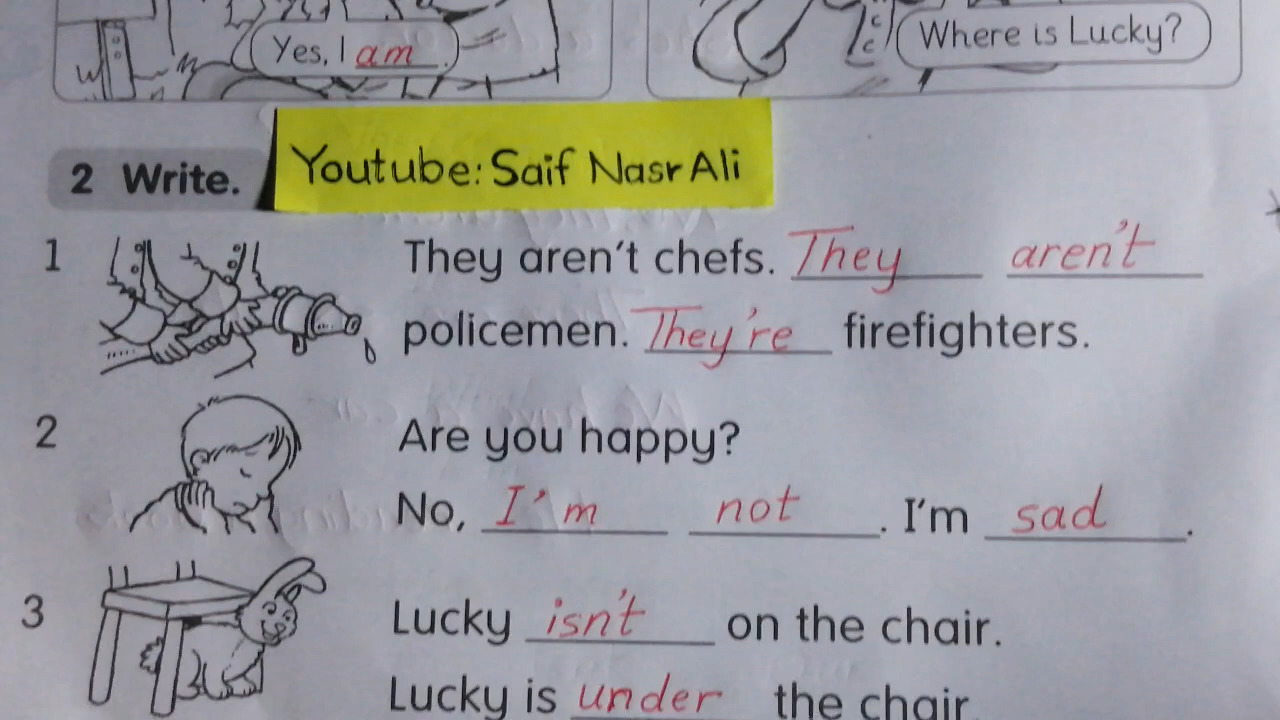 Yes, I am.
Where is Lucky?
2 Write.
Youtube: Saif Nasr Ali
1 They aren't chefs. They aren't
policemen. They're firefighters.
2 Are you happy?
No, I'm not. I'm sad.
3 Lucky isn't on the chair.
Lucky is under the chair